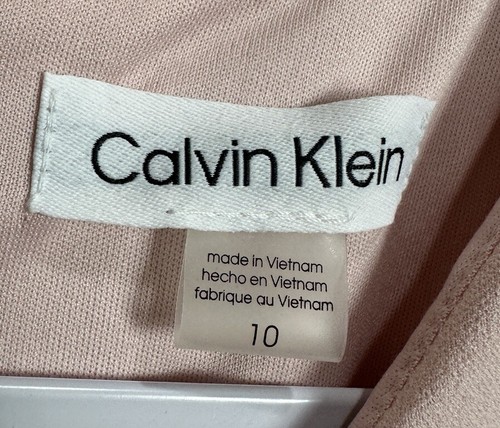 Calvin Klein
made in Vietnam
hecho en Vietnam
fabrique au Vietnam
10